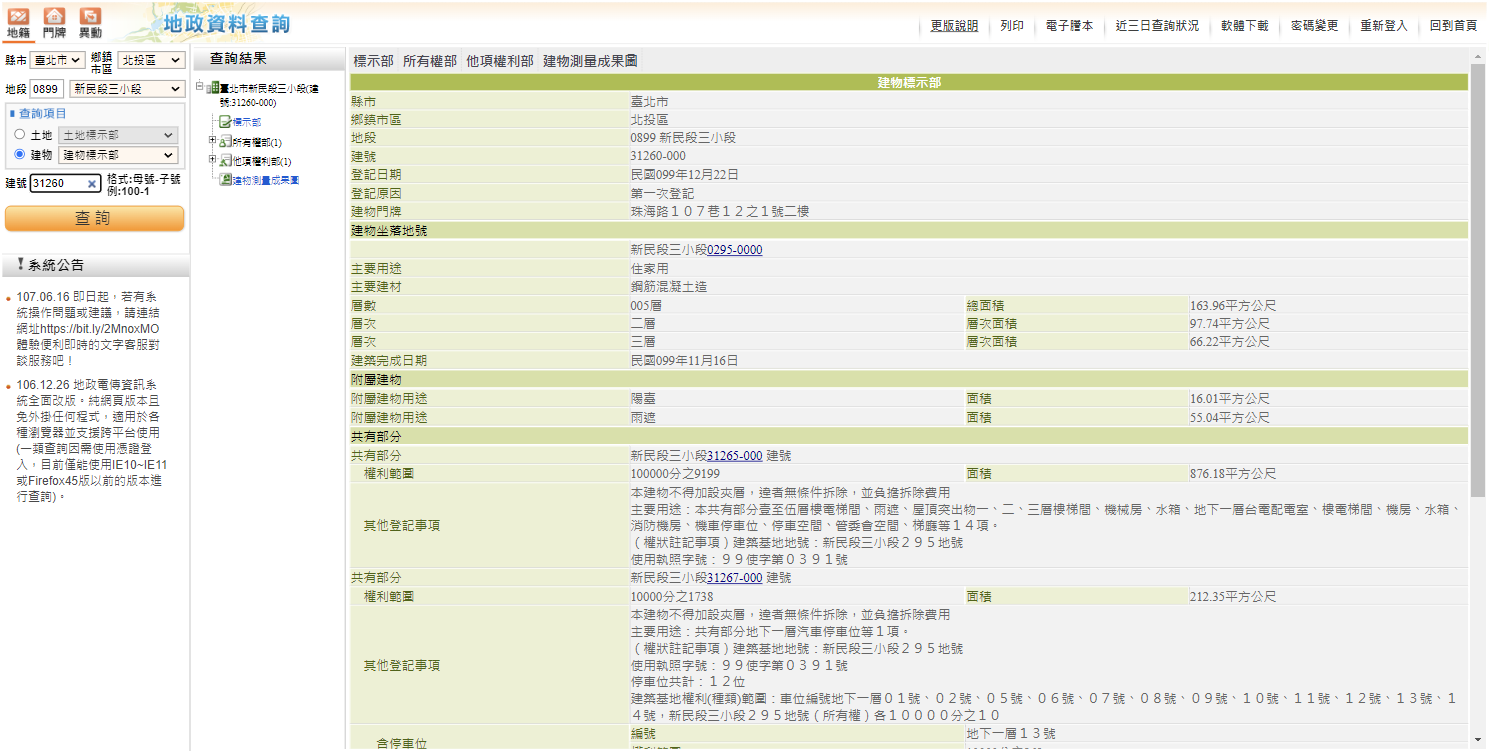 地籍 門牌 異動
地政資料查詢
更版說明 列印 電子謄本 近三日查詢狀況 軟體下載 密碼變更 重新登入 回到首頁
縣市 臺北市 鄉鎮市區 北投區
地段 0899 新民段三小段
查詢項目
土地 土地標示部
建物 建物標示部
建號 31260 格式:母號-子號
例:100-1
查詢
系統公告
107.06.16 即日起，若有系
統操作問題或建議，請連結
網址https://bit.ly/2MnoxMO
體驗便利即時的文字客服對
談服務吧！
106.12.26 地政電傳資訊系
統全面改版。純網頁版本且
免外掛任何程式，適用於各
種瀏覽器並支援跨平台使用
(一類查詢因需使用憑證登
入，目前僅能使用IE10~IE11
或Firefox45版以前的版本進
行查詢)。
查詢結果
臺北市新民段三小段(建
號:31260-000)
標示部
所有權部(1)
他項權利部(1)
建物測量成果圖
標示部 所有權部 他項權利部 建物測量成果圖
建物標示部
縣市 臺北市
鄉鎮市區 北投區
地段 0899 新民段三小段
建號 31260-000
登記日期 民國099年12月22日
登記原因 第一次登記
建物門牌 珠海路１０７巷１２之１號二樓
建物坐落地號
新民段三小段0295-0000
主要用途 住家用
主要建材 鋼筋混凝土造
層數 005層 總面積 163.96平方公尺
層次 二層 層次面積 97.74平方公尺
層次 三層 層次面積 66.22平方公尺
建築完成日期 民國099年11月16日
附屬建物
附屬建物用途 陽臺 面積 16.01平方公尺
附屬建物用途 雨遮 面積 55.04平方公尺
共有部分
共有部分 新民段三小段31265-000 建號
權利範圍 100000分之9199 面積 876.18平方公尺
其他登記事項
本建物不得加設夾層，違者無條件拆除，並負擔拆除費用
主要用途：本共有部分壹至伍層樓電梯間、雨遮、屋頂突出物一、二、三層樓梯間、機械房、水箱、地下一層台電配電室、樓電梯間、機房、水箱、
消防機房、機車停車位、停車空間、管委會空間、梯廳等１４項。
（權狀註記事項）建築基地地號：新民段三小段２９５地號
使用執照字號：９９使字第０３９１號
共有部分 新民段三小段31267-000 建號
權利範圍 10000分之1738 面積 212.35平方公尺
其他登記事項
本建物不得加設夾層，違者無條件拆除，並負擔拆除費用
主要用途：共有部分地下一層汽車停車位等１項。
（權狀註記事項）建築基地地號：新民段三小段２９５地號
使用執照字號：９９使字第０３９１號
停車位共計：１２位
建築基地權利(種類)範圍：車位編號地下一層０１號、０２號、０５號、０６號、０７號、０８號、０９號、１０號、１１號、１２號、１３號、１
４號，新民段三小段２９５地號（所有權）各１００００分之１０
含停車位 編號 地下一層１３號